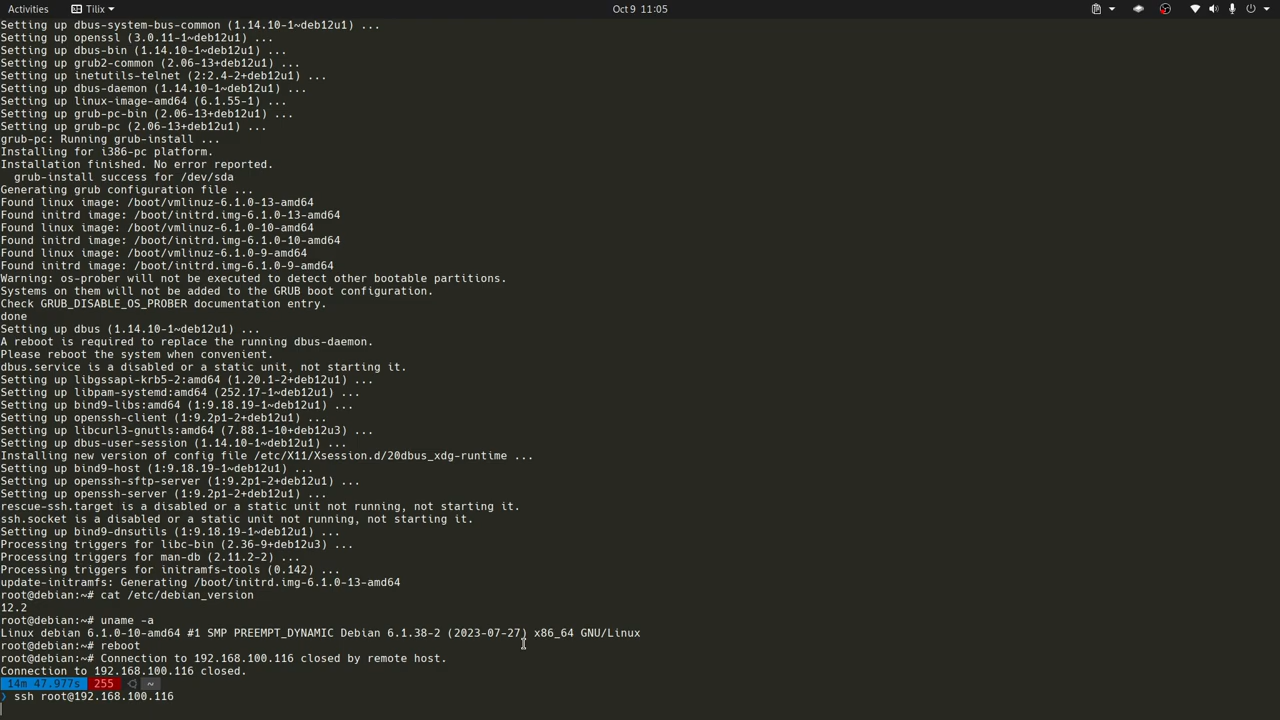 Activities
Tilix
Oct 9 11:05
Setting up dbus-system-bus-common (1.14.10-1~deb12u1) ...
Setting up openssl (3.0.11-1~deb12u1) ...
Setting up dbus-bin (1.14.10-1~deb12u1) ...
Setting up grub2-common (2.06-13+deb12u1) ...
Setting up inetutils-telnet (2:2.4-2+deb12u1) ...
Setting up dbus-daemon (1.14.10-1~deb12u1) ...
Setting up linux-image-amd64 (6.1.55-1) ...
Setting up grub-pc-bin (2.06-13+deb12u1) ...
Setting up grub-pc (2.06-13+deb12u1) ...
grub-pc: Running grub-install ...
Installing for i386-pc platform.
Installation finished. No error reported.
grub-install success for /dev/sda
Generating grub configuration file ...
Found linux image: /boot/vmlinuz-6.1.0-13-amd64
Found initrd image: /boot/initrd.img-6.1.0-13-amd64
Found linux image: /boot/vmlinuz-6.1.0-10-amd64
Found initrd image: /boot/initrd.img-6.1.0-10-amd64
Found linux image: /boot/vmlinuz-6.1.0-9-amd64
Found initrd image: /boot/initrd.img-6.1.0-9-amd64
Warning: os-prober will not be executed to detect other bootable partitions.
Systems on them will not be added to the GRUB boot configuration.
Check GRUB_DISABLE_OS_PROBER documentation entry.
done
Setting up dbus (1.14.10-1~deb12u1) ...
A reboot is required to replace the running dbus-daemon.
Please reboot the system when convenient.
dbus.service is a disabled or a static unit, not starting it.
Setting up libgssapi-krb5-2:amd64 (1.20.1-2+deb12u1) ...
Setting up libpam-systemd:amd64 (252.17-1~deb12u1) ...
Setting up bind9-libs:amd64 (1:9.18.19-1~deb12u1) ...
Setting up openssh-client (1:9.2p1-2+deb12u1) ...
Setting up libcurl3-gnutls:amd64 (7.88.1-10+deb12u3) ...
Setting up dbus-user-session (1.14.10-1~deb12u1) ...
Installing new version of config file /etc/X11/Xsession.d/20dbus_xdg-runtime ...
Setting up bind9-host (1:9.18.19-1~deb12u1) ...
Setting up openssh-sftp-server (1:9.2p1-2+deb12u1) ...
Setting up openssh-server (1:9.2p1-2+deb12u1) ...
rescue-ssh.target is a disabled or a static unit not running, not starting it.
ssh.socket is a disabled or a static unit not running, not starting it.
Setting up bind9-dnsutils (1:9.18.19-1~deb12u1) ...
Processing triggers for libc-bin (2.36-9+deb12u3) ...
Processing triggers for man-db (2.11.2-2) ...
Processing triggers for initramfs-tools (0.142) ...
update-initramfs: Generating /boot/initrd.img-6.1.0-13-amd64
root@debian:~# cat /etc/debian_version
12.2
root@debian:~# uname -a
Linux debian 6.1.0-10-amd64 #1 SMP PREEMPT_DYNAMIC Debian 6.1.38-2 (2023-07-27) x86_64 GNU/Linux
root@debian:~# reboot
root@debian:~# Connection to 192.168.100.116 closed by remote host.
Connection to 192.168.100.116 closed.
14m 47.977s 255 ~
❯ ssh root@192.168.100.116